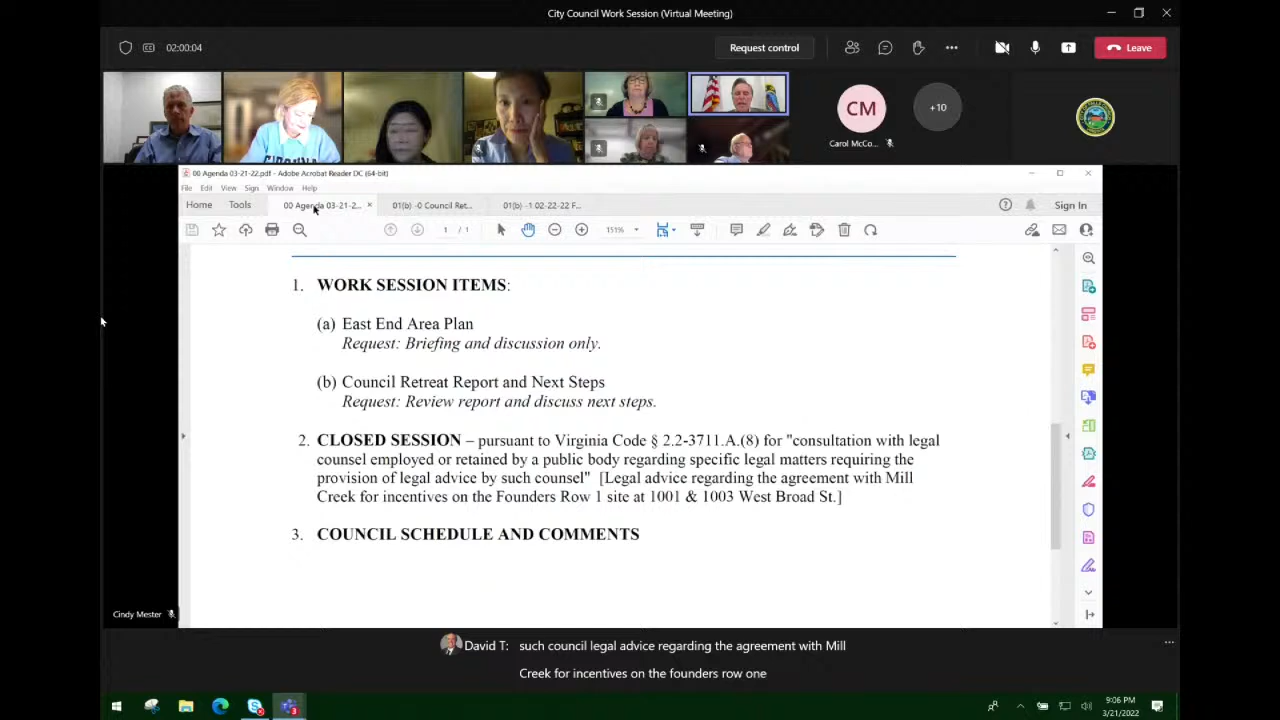 City Council Work Session (Virtual Meeting)
02:00:04
Request control
Leave
CM
+10
Carol McCo...
00 Agenda 03-21-22.pdf - Adobe Acrobat Reader DC (64-bit)
File Edit View Sign Window Help
Home Tools 00 Agenda 03-21-2... × 01(b) -0 Council Ret... 01(b) -1 02-22-22 F... Sign In
1 / 1 151%
1. WORK SESSION ITEMS:
(a) East End Area Plan
Request: Briefing and discussion only.
(b) Council Retreat Report and Next Steps
Request: Review report and discuss next steps.
2. CLOSED SESSION – pursuant to Virginia Code § 2.2-3711.A.(8) for "consultation with legal
counsel employed or retained by a public body regarding specific legal matters requiring the
provision of legal advice by such counsel" [Legal advice regarding the agreement with Mill
Creek for incentives on the Founders Row 1 site at 1001 & 1003 West Broad St.]
3. COUNCIL SCHEDULE AND COMMENTS
Cindy Mester
David T: such council legal advice regarding the agreement with Mill
Creek for incentives on the founders row one
9:06 PM
3/21/2022